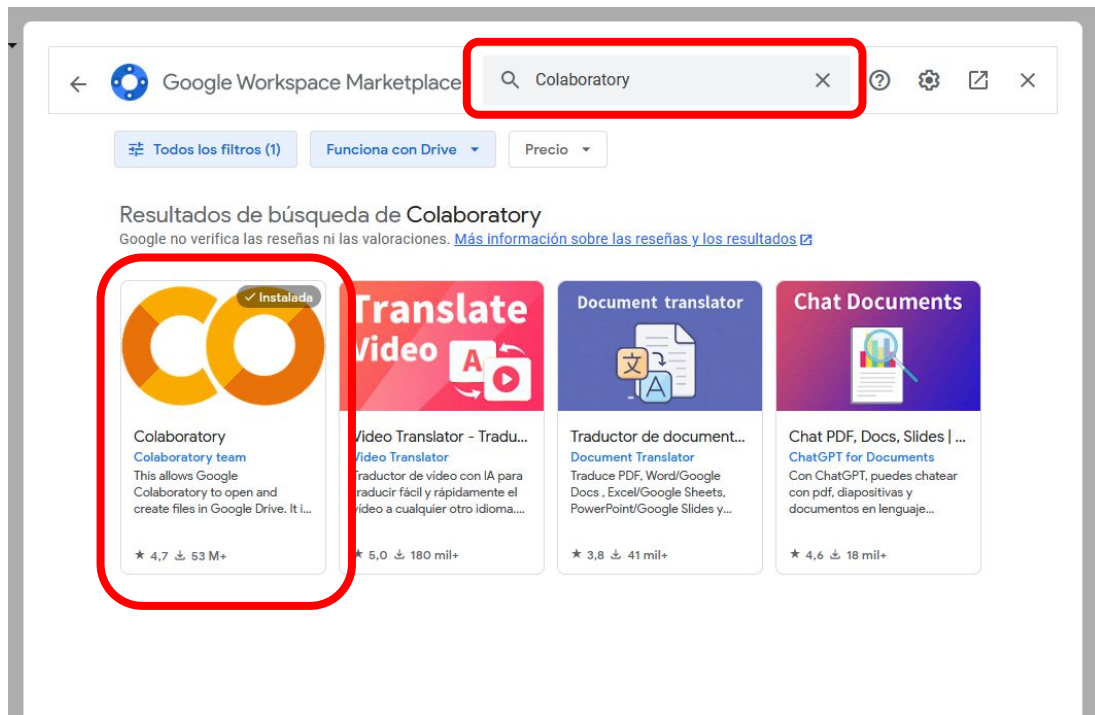 Google Workspace Marketplace
Colaboratory
Todos los filtros (1)
Funciona con Drive
Precio
Resultados de búsqueda de Colaboratory
Google no verifica las reseñas ni las valoraciones. Más información sobre las reseñas y los resultados
Instalada
Colaboratory
Colaboratory team
This allows Google
Colaboratory to open and
create files in Google Drive. It i...
4,7 53 M+
Translate
Video
A
Video Translator - Tradu...
Video Translator
Traductor de vídeo con IA para
traducir fácil y rápidamente el
vídeo a cualquier otro idioma....
5,0 180 mil+
Document translator
文
A
Traductor de document...
Document Translator
Traduce PDF, Word/Google
Docs , Excel/Google Sheets,
PowerPoint/Google Slides y...
3,8 41 mil+
Chat Documents
Chat PDF, Docs, Slides | ...
ChatGPT for Documents
Con ChatGPT, puedes chatear
con pdf, diapositivas y
documentos en lenguaje...
4,6 18 mil+